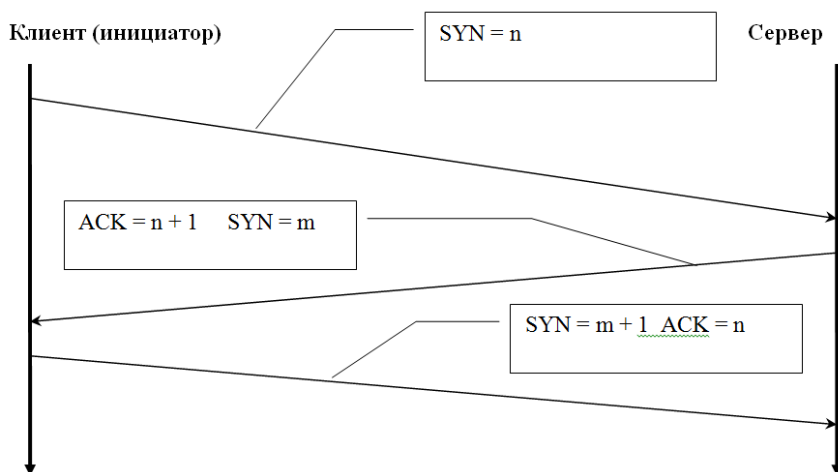 Клиент (инициатор)
SYN = n
Сервер
ACK = n + 1 SYN = m
SYN = m + 1 ACK = n